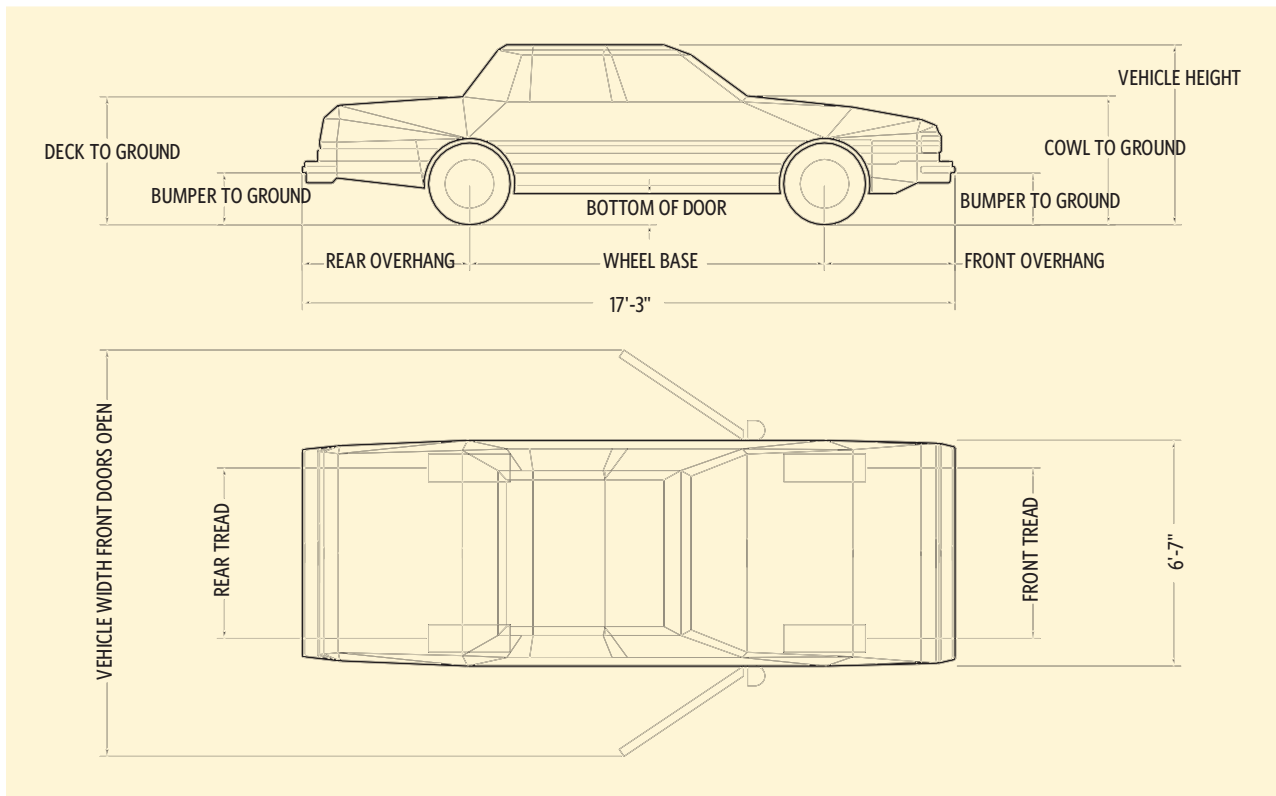 VEHICLE HEIGHT
DECK TO GROUND
COWL TO GROUND
BUMPER TO GROUND
BOTTOM OF DOOR
BUMPER TO GROUND
REAR OVERHANG
WHEEL BASE
FRONT OVERHANG
17'-3"
VEHICLE WIDTH FRONT DOORS OPEN
REAR TREAD
FRONT TREAD
6'-7"